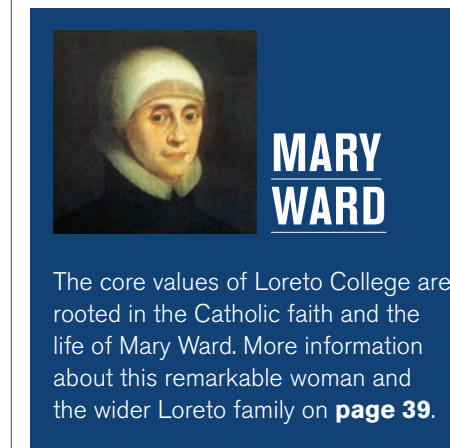 MARY
WARD
The core values of Loreto College are
rooted in the Catholic faith and the
life of Mary Ward. More information
about this remarkable woman and
the wider Loreto family on page 39.